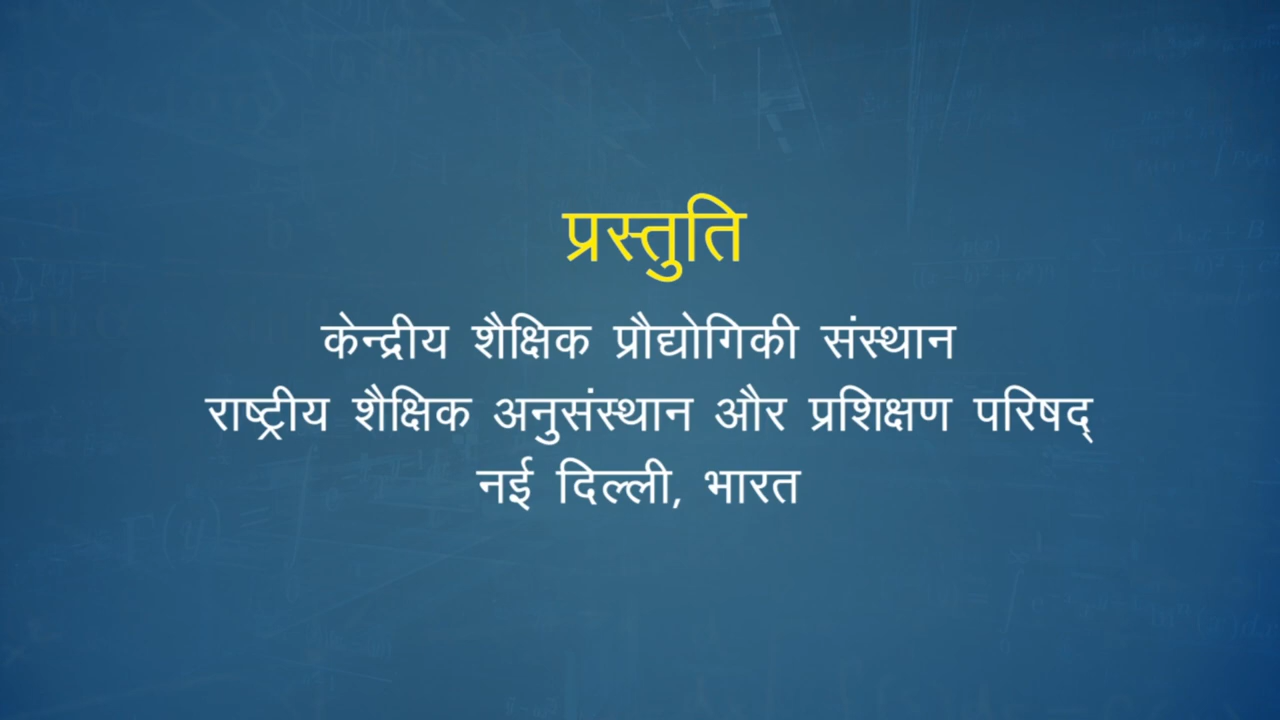 प्रस्तुति
केन्द्रीय शैक्षिक प्रौद्योगिकी संस्थान
राष्ट्रीय शैक्षिक अनुसंस्थान और प्रशिक्षण परिषद्
नई दिल्ली, भारत